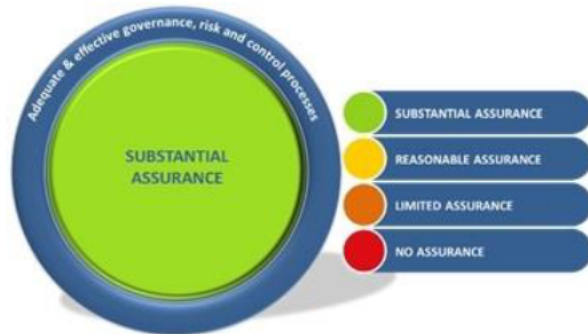 Adequate & effective governance, risk and control processes
SUBSTANTIAL
ASSURANCE
SUBSTANTIAL ASSURANCE
REASONABLE ASSURANCE
LIMITED ASSURANCE
NO ASSURANCE